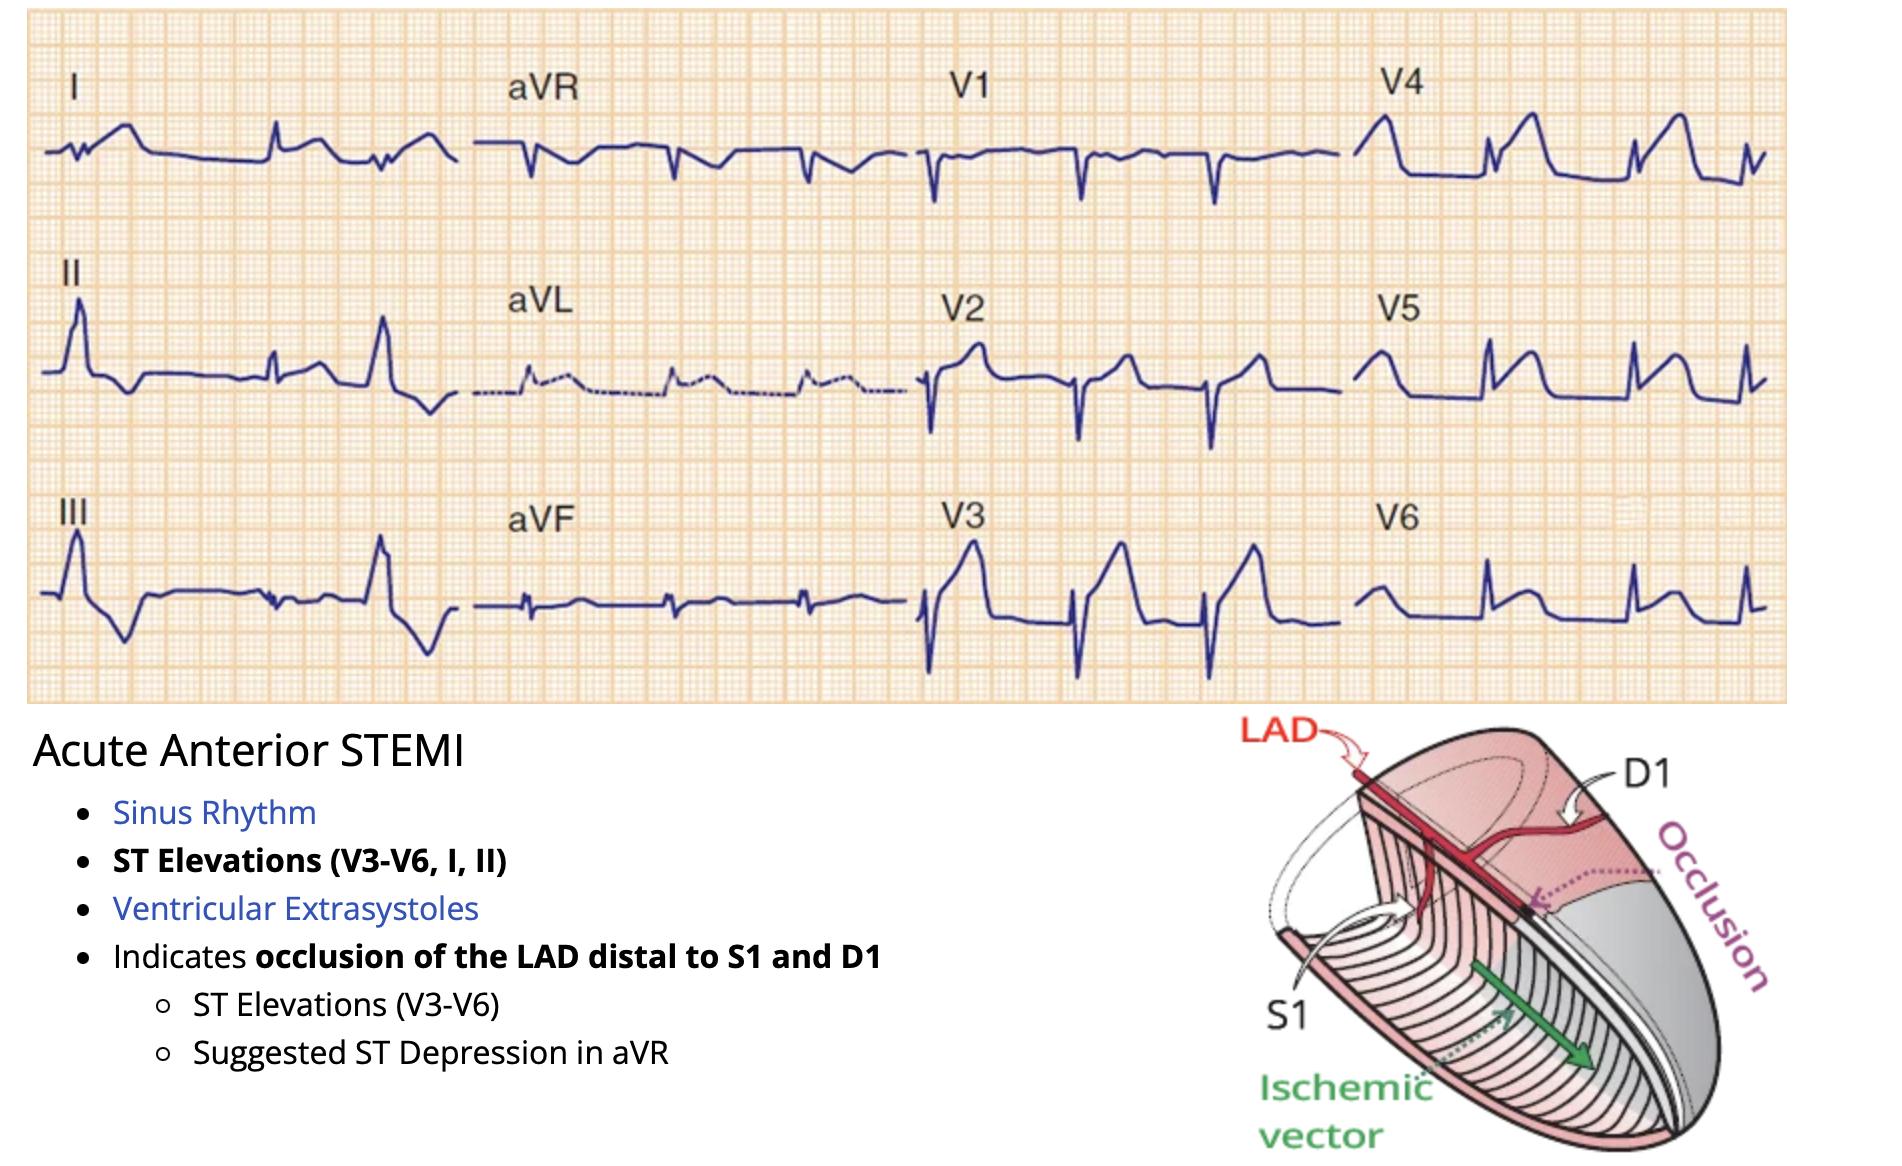 I
aVR
V1
V4
II
aVL
V2
V5
III
aVF
V3
V6
Acute Anterior STEMI
Sinus Rhythm
ST Elevations (V3-V6, I, II)
Ventricular Extrasystoles
Indicates occlusion of the LAD distal to S1 and D1
ST Elevations (V3-V6)
Suggested ST Depression in aVR
LAD
D1
Occlusion
S1
Ischemic
vector